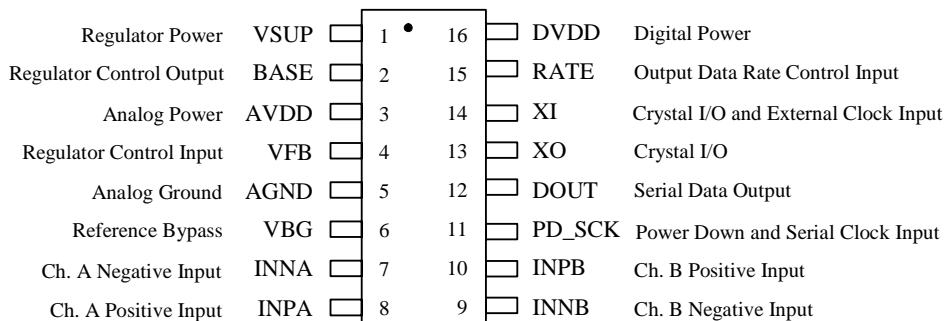 Regulator Power VSUP 1 16 DVDD Digital Power
Regulator Control Output BASE 2 15 RATE Output Data Rate Control Input
Analog Power AVDD 3 14 XI Crystal I/O and External Clock Input
Regulator Control Input VFB 4 13 XO Crystal I/O
Analog Ground AGND 5 12 DOUT Serial Data Output
Reference Bypass VBG 6 11 PD_SCK Power Down and Serial Clock Input
Ch. A Negative Input INNA 7 10 INPB Ch. B Positive Input
Ch. A Positive Input INPA 8 9 INNB Ch. B Negative Input